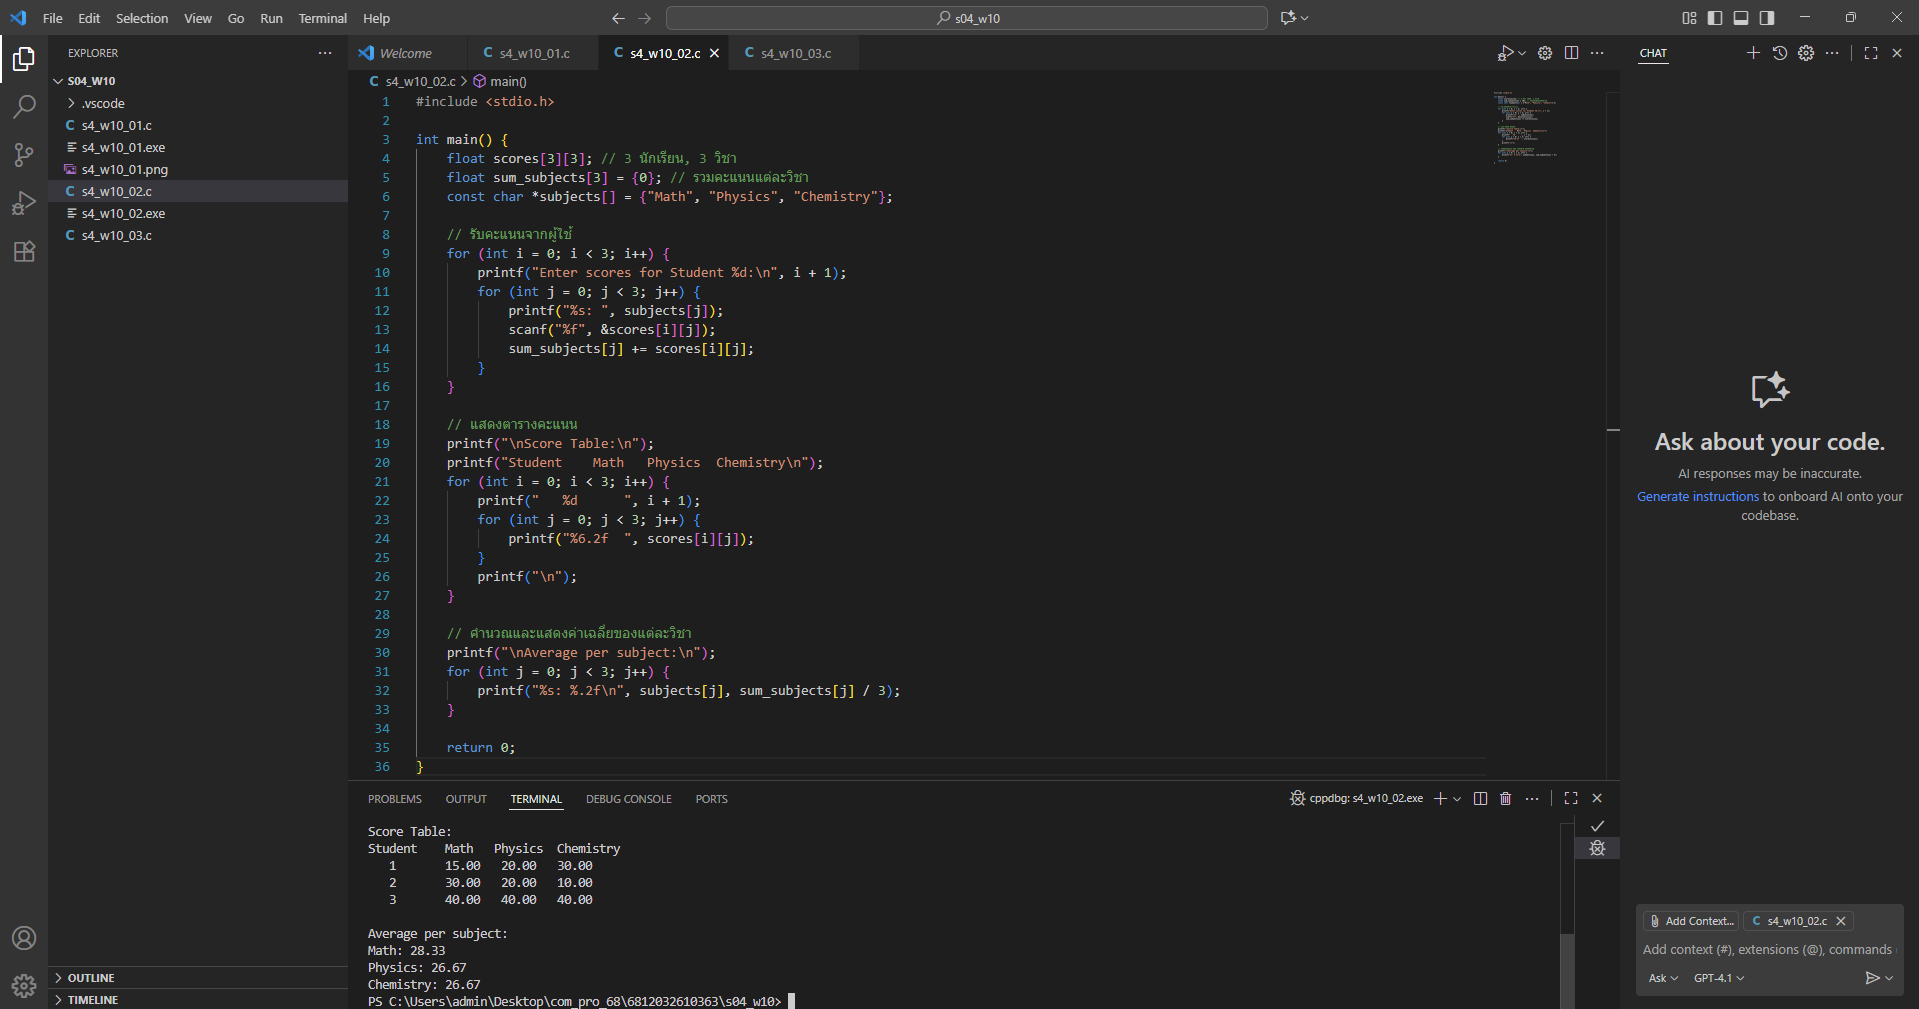 File Edit Selection View Go Run Terminal Help
s04_w10
EXPLORER
S04_W10
.vscode
s4_w10_01.c
s4_w10_01.exe
s4_w10_01.png
s4_w10_02.c
s4_w10_02.exe
s4_w10_03.c
OUTLINE
TIMELINE
Welcome
C s4_w10_01.c
C s4_w10_02.c
C s4_w10_03.c
C s4_w10_02.c > main()
1 #include <stdio.h>
2
3 int main() {
4 float scores[3][3]; // 3 นักเรียน, 3 วิชา
5 float sum_subjects[3] = {0}; // รวมคะแนนแต่ละวิชา
6 const char *subjects[] = {"Math", "Physics", "Chemistry"};
7
8 // รับคะแนนจากผู้ใช้
9 for (int i = 0; i < 3; i++) {
10 printf("Enter scores for Student %d:\n", i + 1);
11 for (int j = 0; j < 3; j++) {
12 printf("%s: ", subjects[j]);
13 scanf("%f", &scores[i][j]);
14 sum_subjects[j] += scores[i][j];
15 }
16 }
17
18 // แสดงตารางคะแนน
19 printf("\nScore Table:\n");
20 printf("Student    Math   Physics  Chemistry\n");
21 for (int i = 0; i < 3; i++) {
22 printf("   %d      ", i + 1);
23 for (int j = 0; j < 3; j++) {
24 printf("%6.2f  ", scores[i][j]);
25 }
26 printf("\n");
27 }
28
29 // คำนวณและแสดงค่าเฉลี่ยของแต่ละวิชา
30 printf("\nAverage per subject:\n");
31 for (int j = 0; j < 3; j++) {
32 printf("%s: %.2f\n", subjects[j], sum_subjects[j] / 3);
33 }
34
35 return 0;
36 }
PROBLEMS OUTPUT TERMINAL DEBUG CONSOLE PORTS
cppdbg: s4_w10_02.exe
Score Table:
Student    Math   Physics  Chemistry
1 15.00 20.00 30.00
2 30.00 20.00 10.00
3 40.00 40.00 40.00
Average per subject:
Math: 28.33
Physics: 26.67
Chemistry: 26.67
PS C:\Users\admin\Desktop\com_pro_68\6812032610363\s04_w10>
CHAT
Ask about your code.
AI responses may be inaccurate.
Generate instructions to onboard AI onto your
codebase.
Add Context... C s4_w10_02.c
Add context (#), extensions (@), commands
Ask GPT-4.1